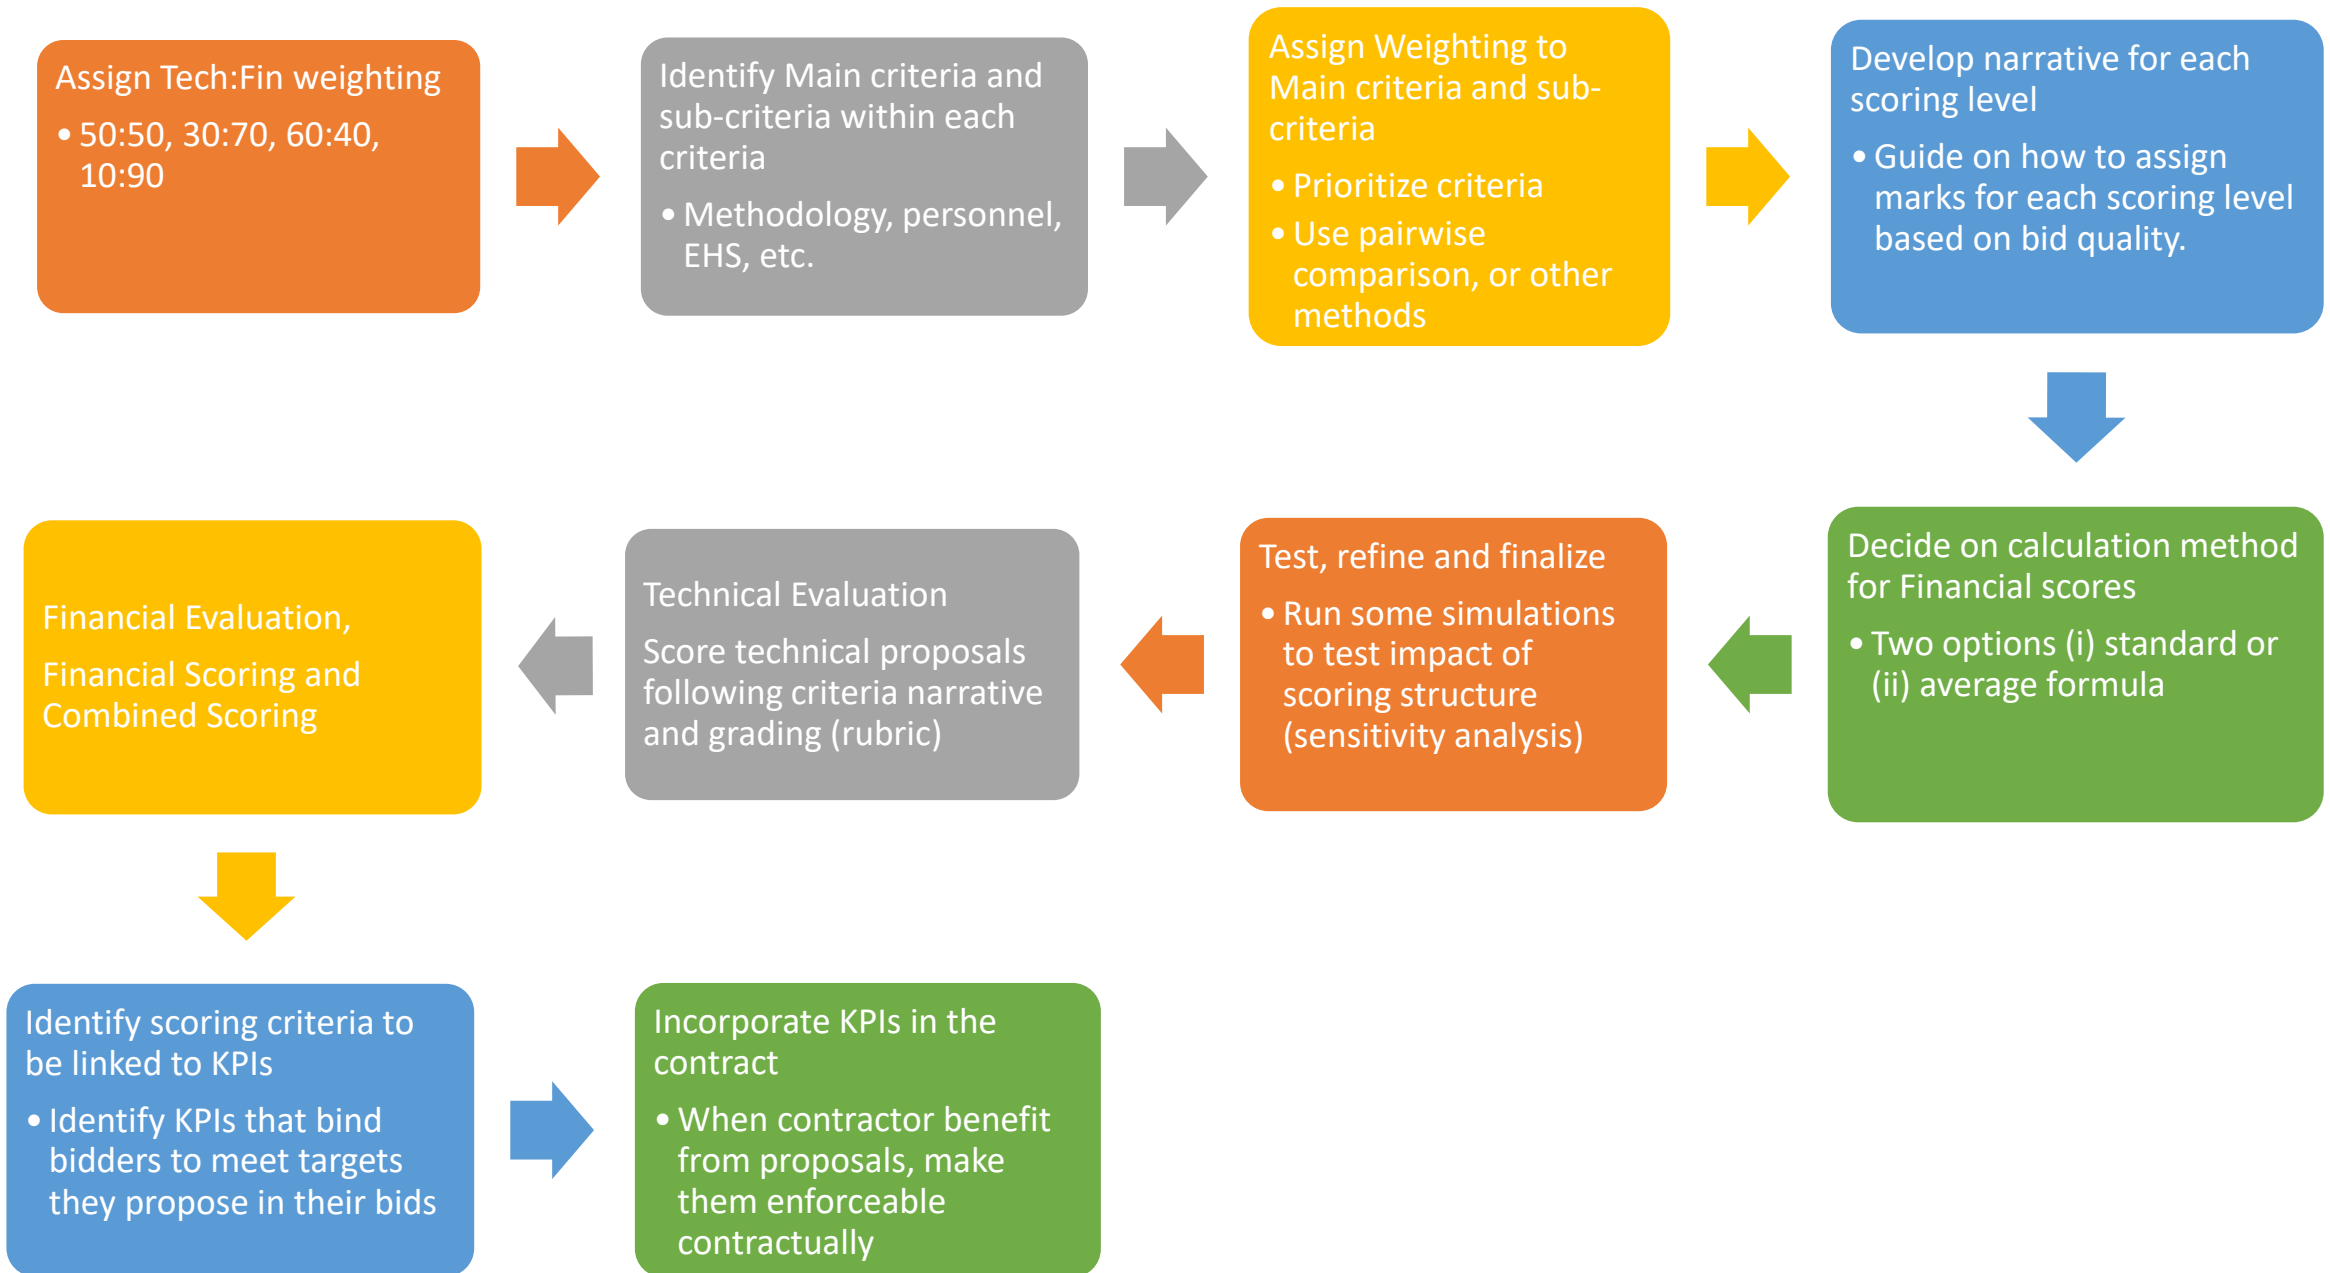 Assign Tech:Fin weighting
• 50:50, 30:70, 60:40,
10:90
Identify Main criteria and
sub-criteria within each
criteria
• Methodology, personnel,
EHS, etc.
Assign Weighting to
Main criteria and sub-
criteria
• Prioritize criteria
• Use pairwise
comparison, or other
methods
Develop narrative for each
scoring level
• Guide on how to assign
marks for each scoring level
based on bid quality.
Decide on calculation method
for Financial scores
• Two options (i) standard or
(ii) average formula
Test, refine and finalize
• Run some simulations
to test impact of
scoring structure
(sensitivity analysis)
Technical Evaluation
Score technical proposals
following criteria narrative
and grading (rubric)
Financial Evaluation,
Financial Scoring and
Combined Scoring
Identify scoring criteria to
be linked to KPIs
• Identify KPIs that bind
bidders to meet targets
they propose in their bids
Incorporate KPIs in the
contract
• When contractor benefit
from proposals, make
them enforceable
contractually